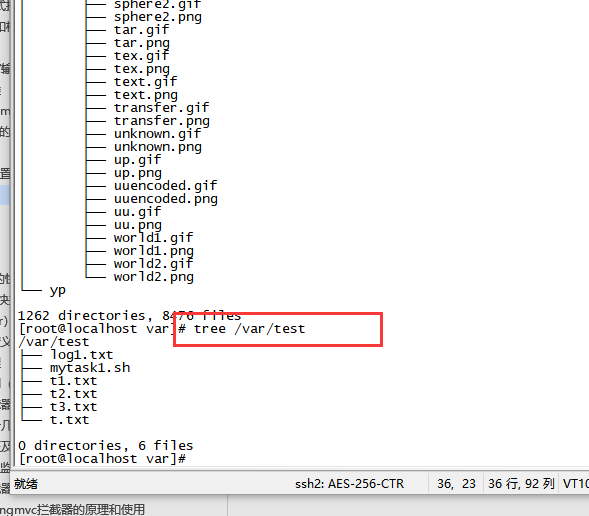 sphere2.gif
├── sphere2.png
├── tar.gif
├── tar.png
├── tex.gif
├── tex.png
├── text.gif
├── text.png
├── transfer.gif
├── transfer.png
├── unknown.gif
├── unknown.png
├── up.gif
├── up.png
├── uuencoded.gif
├── uuencoded.png
├── uu.gif
├── uu.png
├── world1.gif
├── world1.png
├── world2.gif
└── world2.png
└── yp
1262 directories, 8476 files
[root@localhost var]# tree /var/test
/var/test
├── log1.txt
├── mytask1.sh
├── t1.txt
├── t2.txt
├── t3.txt
└── t.txt
0 directories, 6 files
[root@localhost var]#
就绪 ssh2: AES-256-CTR 36, 23 36 行, 92 列 VT10
ngmvc拦截器的原理和使用